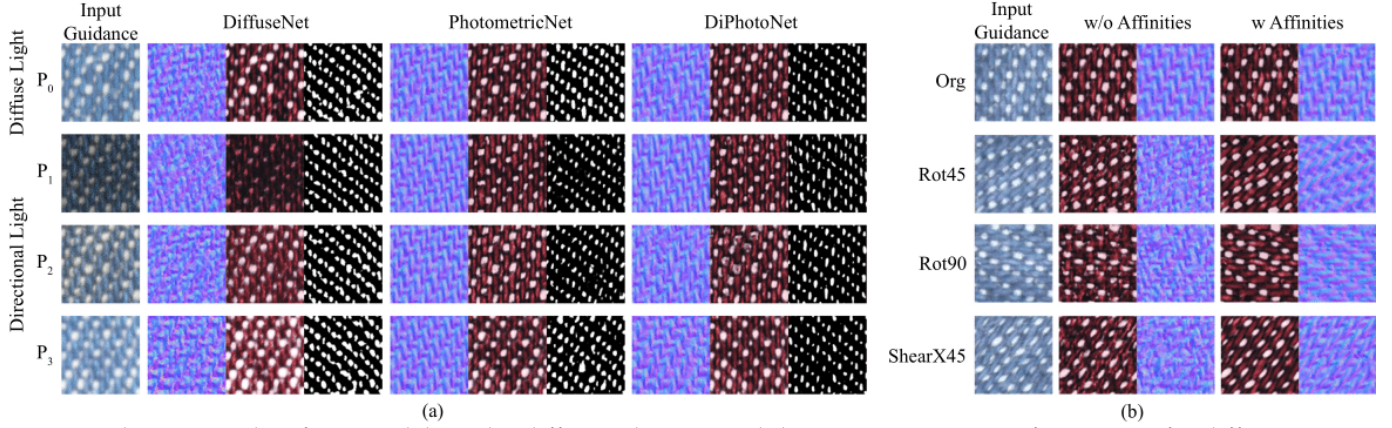 Input
Guidance
DiffuseNet
PhotometricNet
DiPhotoNet
Diffuse Light
Directional Light
P0
P1
P2
P3
(a)
Input
Guidance
w/o Affinities
w Affinities
Org
Rot45
Rot90
ShearX45
(b)